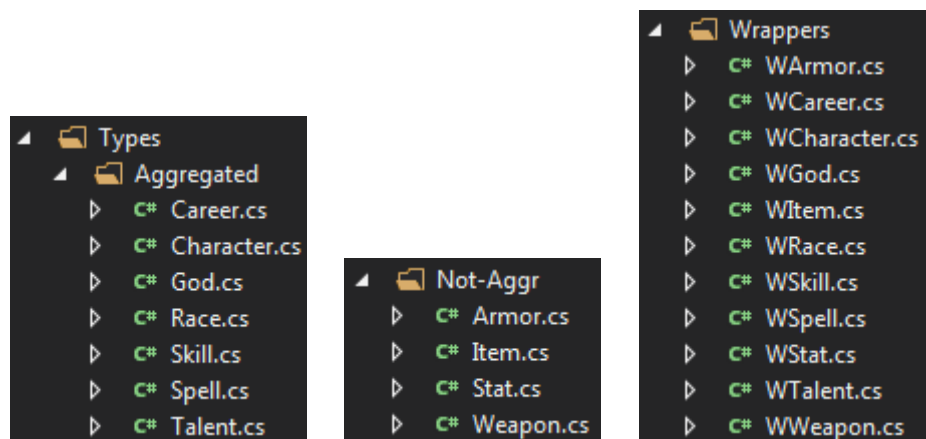 Types
Aggregated
C# Career.cs
C# Character.cs
C# God.cs
C# Race.cs
C# Skill.cs
C# Spell.cs
C# Talent.cs
Not-Aggr
C# Armor.cs
C# Item.cs
C# Stat.cs
C# Weapon.cs
Wrappers
C# WArmor.cs
C# WCareer.cs
C# WCharacter.cs
C# WGod.cs
C# WItem.cs
C# WRace.cs
C# WSkill.cs
C# WSpell.cs
C# WStat.cs
C# WTalent.cs
C# WWeapon.cs